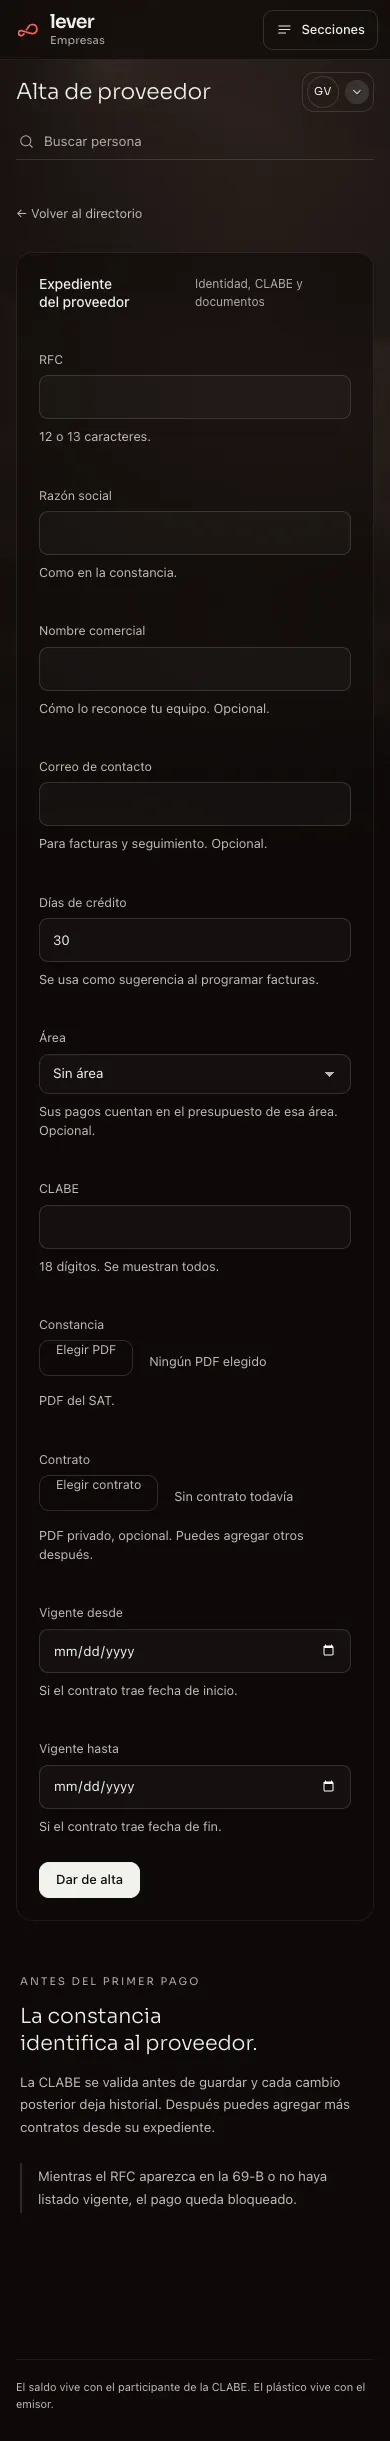 lever
Empresas
Secciones
Alta de proveedor
GV
Buscar persona
← Volver al directorio
Expediente
del proveedor
Identidad, CLABE y
documentos
RFC
12 o 13 caracteres.
Razón social
Como en la constancia.
Nombre comercial
Cómo lo reconoce tu equipo. Opcional.
Correo de contacto
Para facturas y seguimiento. Opcional.
Días de crédito
30
Se usa como sugerencia al programar facturas.
Área
Sin área
Sus pagos cuentan en el presupuesto de esa área.
Opcional.
CLABE
18 dígitos. Se muestran todos.
Constancia
Elegir PDF
Ningún PDF elegido
PDF del SAT.
Contrato
Elegir contrato
Sin contrato todavía
PDF privado, opcional. Puedes agregar otros
después.
Vigente desde
mm/dd/yyyy
Si el contrato trae fecha de inicio.
Vigente hasta
mm/dd/yyyy
Si el contrato trae fecha de fin.
Dar de alta
ANTES DEL PRIMER PAGO
La constancia
identifica al proveedor.
La CLABE se valida antes de guardar y cada cambio
posterior deja historial. Después puedes agregar más
contratos desde su expediente.
Mientras el RFC aparezca en la 69-B o no haya
listado vigente, el pago queda bloqueado.
El saldo vive con el participante de la CLABE. El plástico vive con el
emisor.